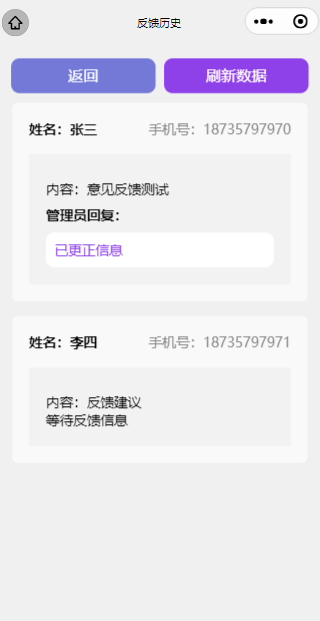 反馈历史
返回
刷新数据
姓名：张三
手机号：18735797970
内容：意见反馈测试
管理员回复：
已更正信息
姓名：李四
手机号：18735797971
内容：反馈建议
等待反馈信息